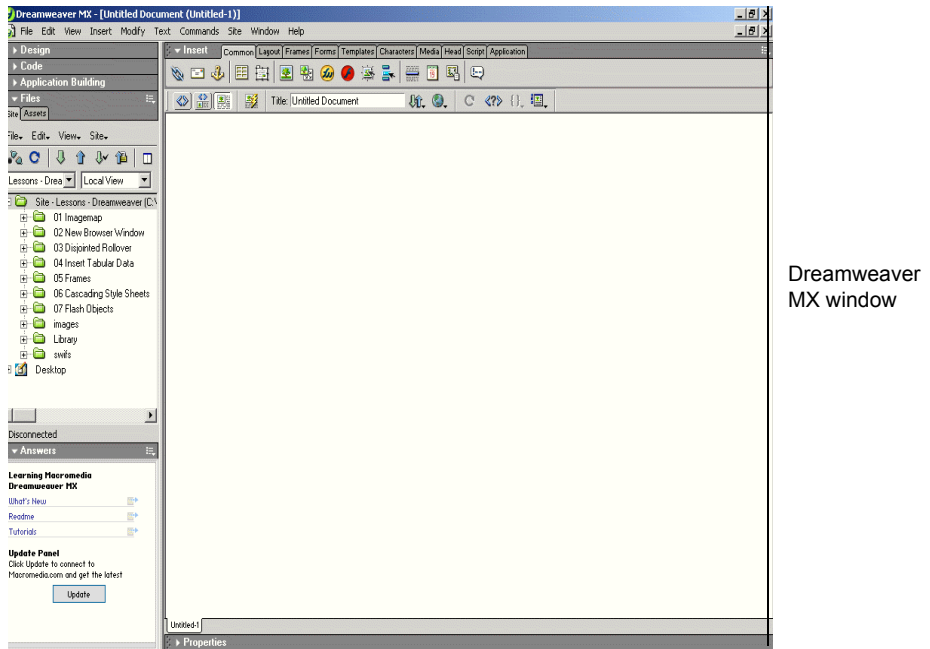 Dreamweaver MX - [Untitled Document (Untitled-1)]
File Edit View Insert Modify Text Commands Site Window Help
Design
Code
Application Building
Files
Site Assets
File Edit View Site
Lessons - Drea Local View
Site - Lessons - Dreamweaver (C:\
01 Imagemap
02 New Browser Window
03 Disjointed Rollover
04 Insert Tabular Data
05 Frames
06 Cascading Style Sheets
07 Flash Objects
images
Library
swifs
Desktop
Disconnected
Answers
Learning Macromedia
Dreamweaver MX
What's New
Readme
Tutorials
Update Panel
Click Update to connect to
Macromedia.com and get the latest
Update
Insert Common Layout Frames Forms Templates Characters Media Head Script Application
Title: Untitled Document
Untitled-1
Properties
Dreamweaver
MX window